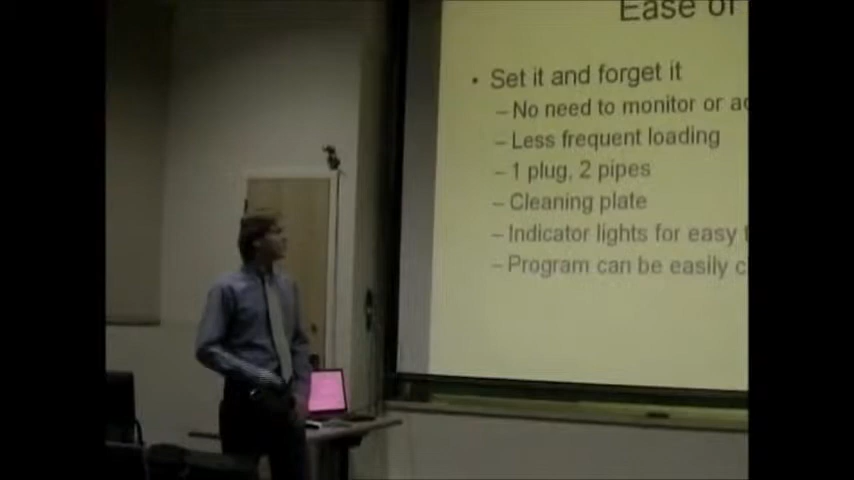 Ease of
• Set it and forget it
– No need to monitor or
– Less frequent loading
– 1 plug, 2 pipes
– Cleaning plate
– Indicator lights for easy
– Program can be easily